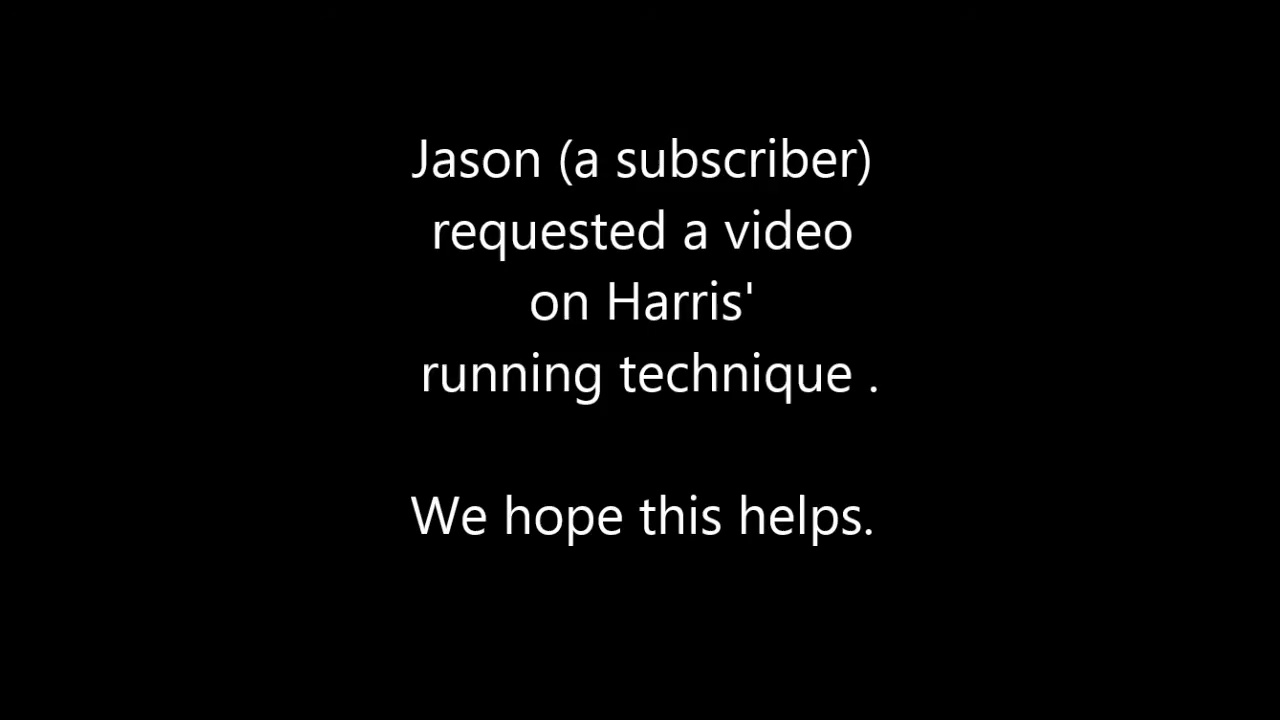 Jason (a subscriber)
requested a video
on Harris'
running technique .
We hope this helps.